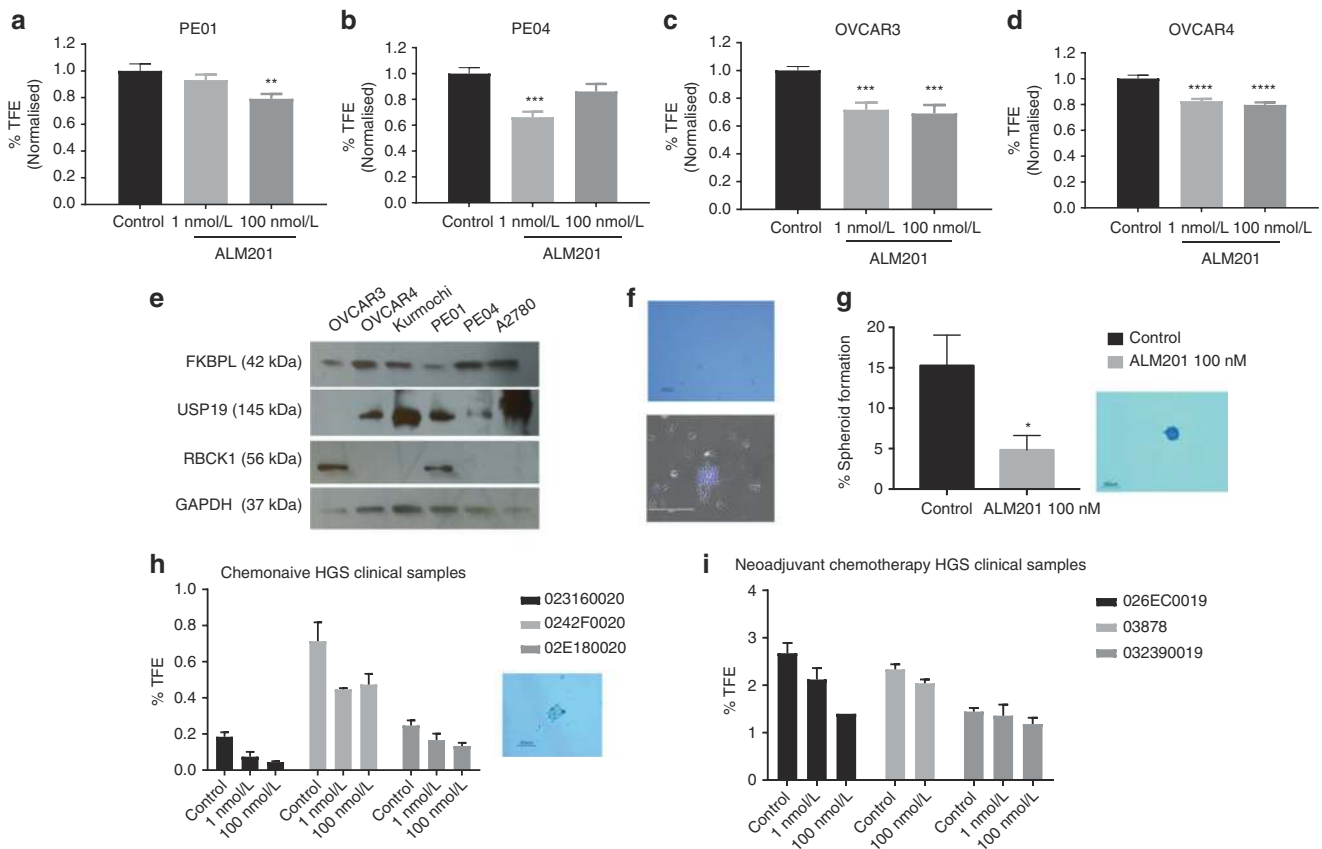 a
PE01
1.2
1.0
0.8
0.6
0.4
0.2
0.0
% TFE
(Normalised)
**
Control 1 nmol/L 100 nmol/L
ALM201
b
PE04
1.2
1.0
0.8
0.6
0.4
0.2
0.0
% TFE
(Normalised)
***
Control 1 nmol/L 100 nmol/L
ALM201
c
OVCAR3
1.2
1.0
0.8
0.6
0.4
0.2
0.0
% TFE
(Normalised)
*** ***
Control 1 nmol/L 100 nmol/L
ALM201
d
OVCAR4
1.2
1.0
0.8
0.6
0.4
0.2
0.0
% TFE
(Normalised)
**** ****
Control 1 nmol/L 100 nmol/L
ALM201
e
OVCAR3
OVCAR4
Kurmochi
PE01
PE04
A2780
FKBPL (42 kDa)
USP19 (145 kDa)
RBCK1 (56 kDa)
GAPDH (37 kDa)
f
g
20
15
10
5
0
% Spheroid formation
*
Control ALM201 100 nM
Control
ALM201 100 nM
h
Chemonaive HGS clinical samples
1.0
0.8
0.6
0.4
0.2
0.0
% TFE
Control
1 nmol/L
100 nmol/L
Control
1 nmol/L
100 nmol/L
Control
1 nmol/L
100 nmol/L
023160020
0242F0020
02E180020
i
Neoadjuvant chemotherapy HGS clinical samples
4
3
2
1
0
% TFE
Control
1 nmol/L
100 nmol/L
Control
100 nmol/L
Control
1 nmol/L
100 nmol/L
026EC0019
03878
032390019